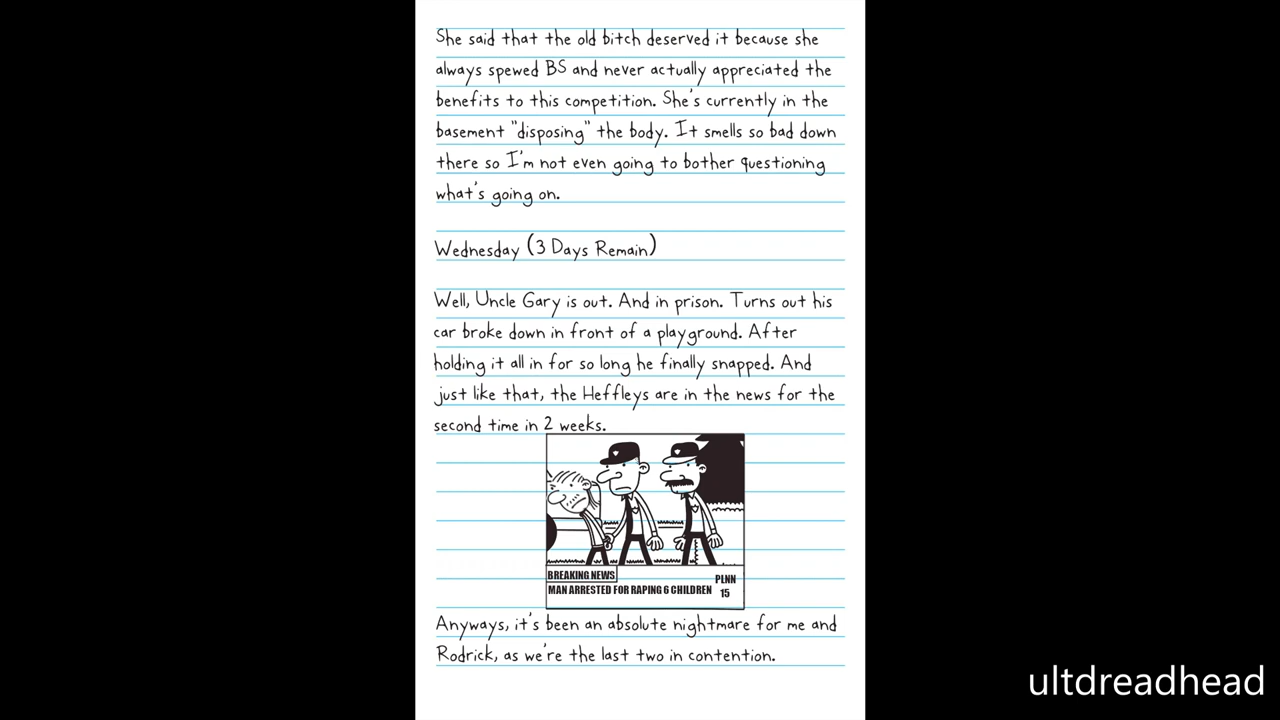 She said that the old bitch deserved it because she
always spewed BS and never actually appreciated the
benefits to this competition. She's currently in the
basement "disposing" the body. It smells so bad down
there so I'm not even going to bother questioning
what's going on.
Wednesday (3 Days Remain)
Well, Uncle Gary is out. And in prison. Turns out his
car broke down in front of a playground. After
holding it all in for so long he finally snapped. And
just like that, the Heffleys are in the news for the
second time in 2 weeks.
BREAKING NEWS
MAN ARRESTED FOR RAPING 6 CHILDREN
PLNN
15
Anyways, it's been an absolute nightmare for me and
Rodrick, as we're the last two in contention.
ultdreadhead